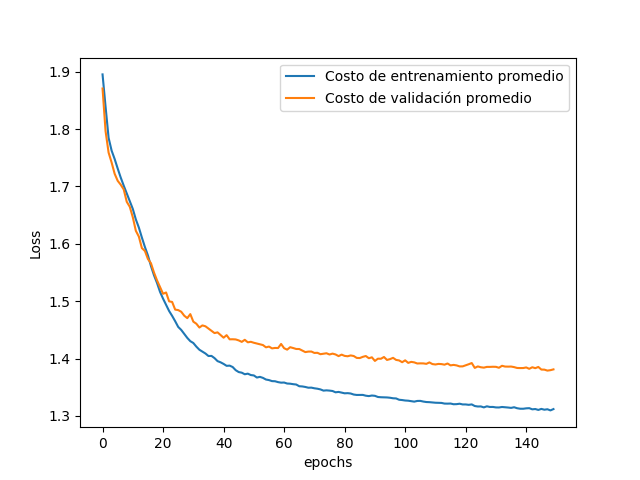 Costo de entrenamiento promedio
Costo de validación promedio
1.9
1.8
1.7
1.6
1.5
1.4
1.3
Loss
0 20 40 60 80 100 120 140
epochs